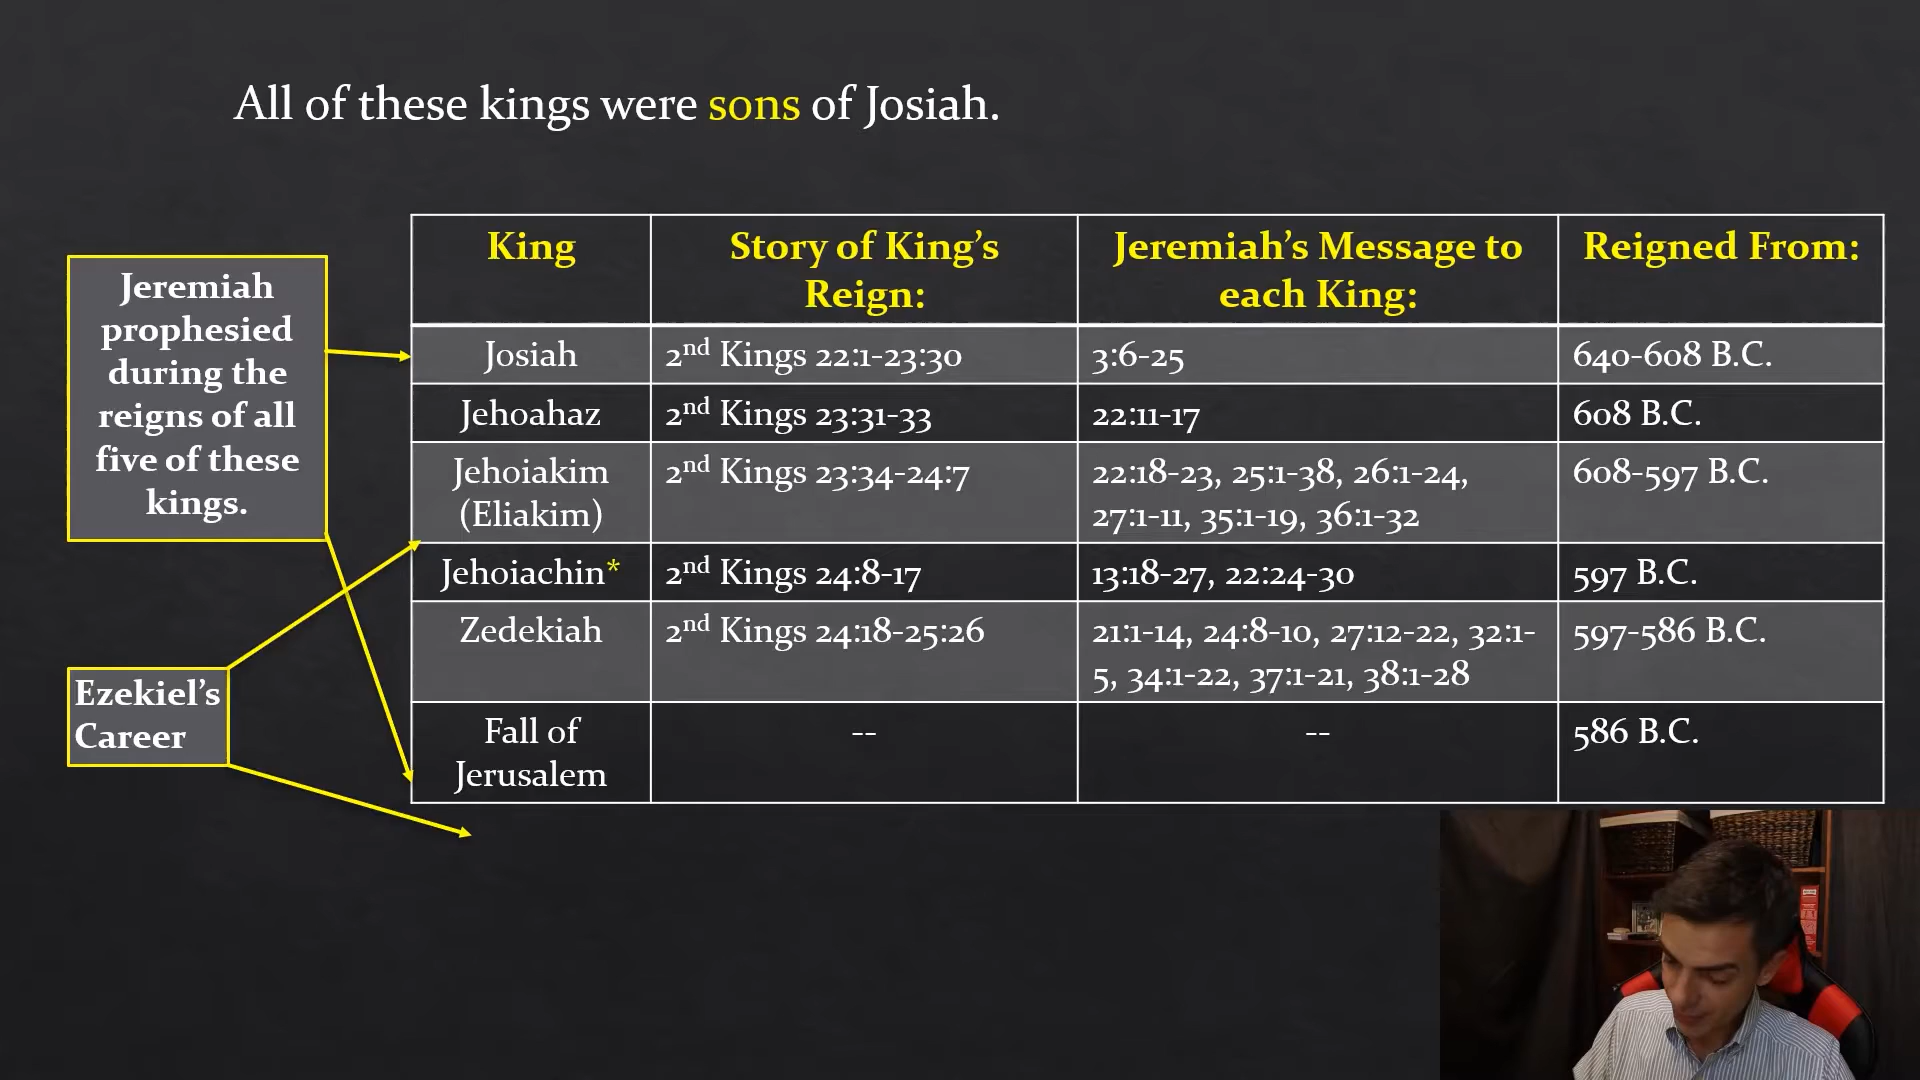 All of these kings were sons of Josiah.
Jeremiah
prophesied
during the
reigns of all
five of these
kings.
Ezekiel's
Career
King
Story of King's
Reign:
Jeremiah's Message to
each King:
Reigned From:
Josiah
2nd Kings 22:1-23:30
3:6-25
640-608 B.C.
Jehoahaz
2nd Kings 23:31-33
22:11-17
608 B.C.
Jehoiakim
(Eliakim)
2nd Kings 23:34-24:7
22:18-23, 25:1-38, 26:1-24,
27:1-11, 35:1-19, 36:1-32
608-597 B.C.
Jehoiachin*
2nd Kings 24:8-17
13:18-27, 22:24-30
597 B.C.
Zedekiah
2nd Kings 24:18-25:26
21:1-14, 24:8-10, 27:12-22, 32:1-
5, 34:1-22, 37:1-21, 38:1-28
597-586 B.C.
Fall of
Jerusalem
--
--
586 B.C.